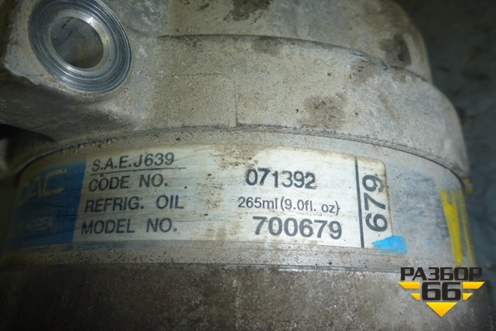 S.A.E.J639
CODE NO. 071392
REFRIG. OIL 265ml (9.0fl. oz)
MODEL NO. 700679
679
РАЗБОР
66